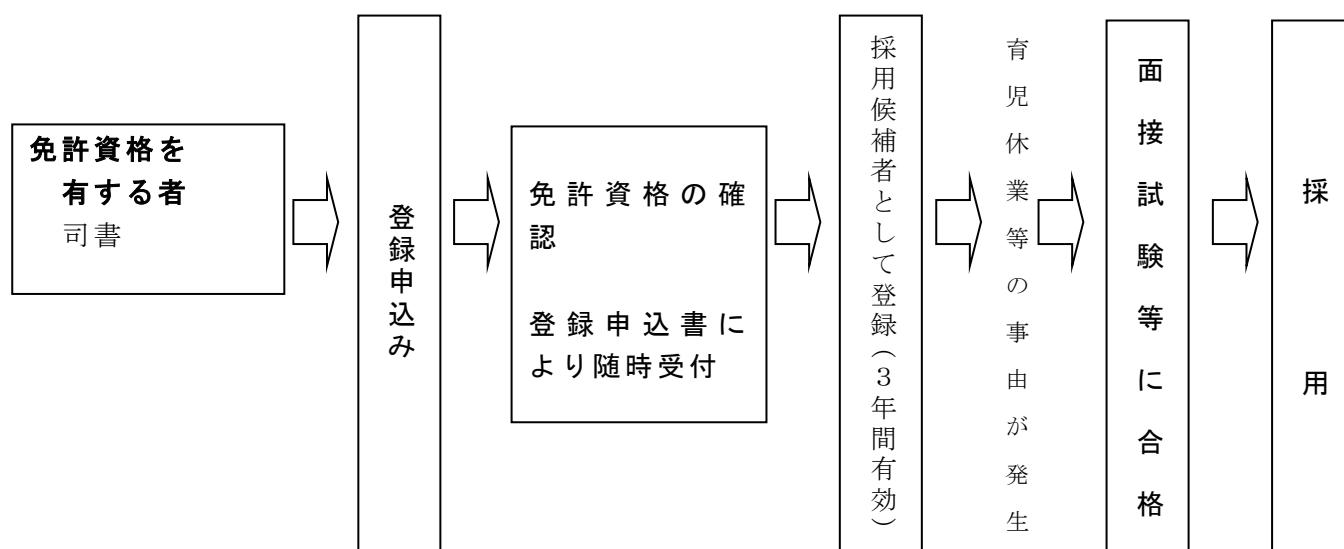 免許資格を
有する者
司書
登録申込み
免許資格の確
認
登録申込書に
より随時受付
採用候補者として登録（３年間有効）
育児休業等の事由が発生
面接試験等に合格
採用